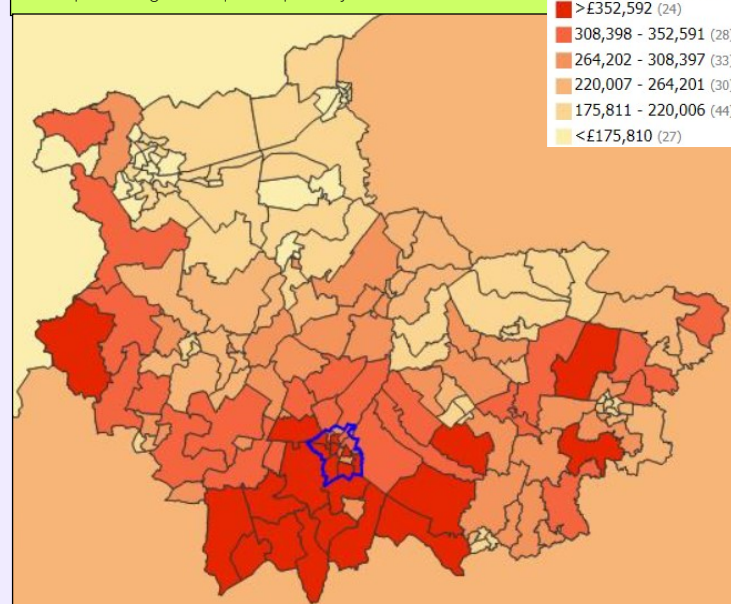 >£352,592 (24)
308,398 - 352,591 (28)
264,202 - 308,397 (33)
220,007 - 264,201 (30)
175,811 - 220,006 (44)
<£175,810 (27)